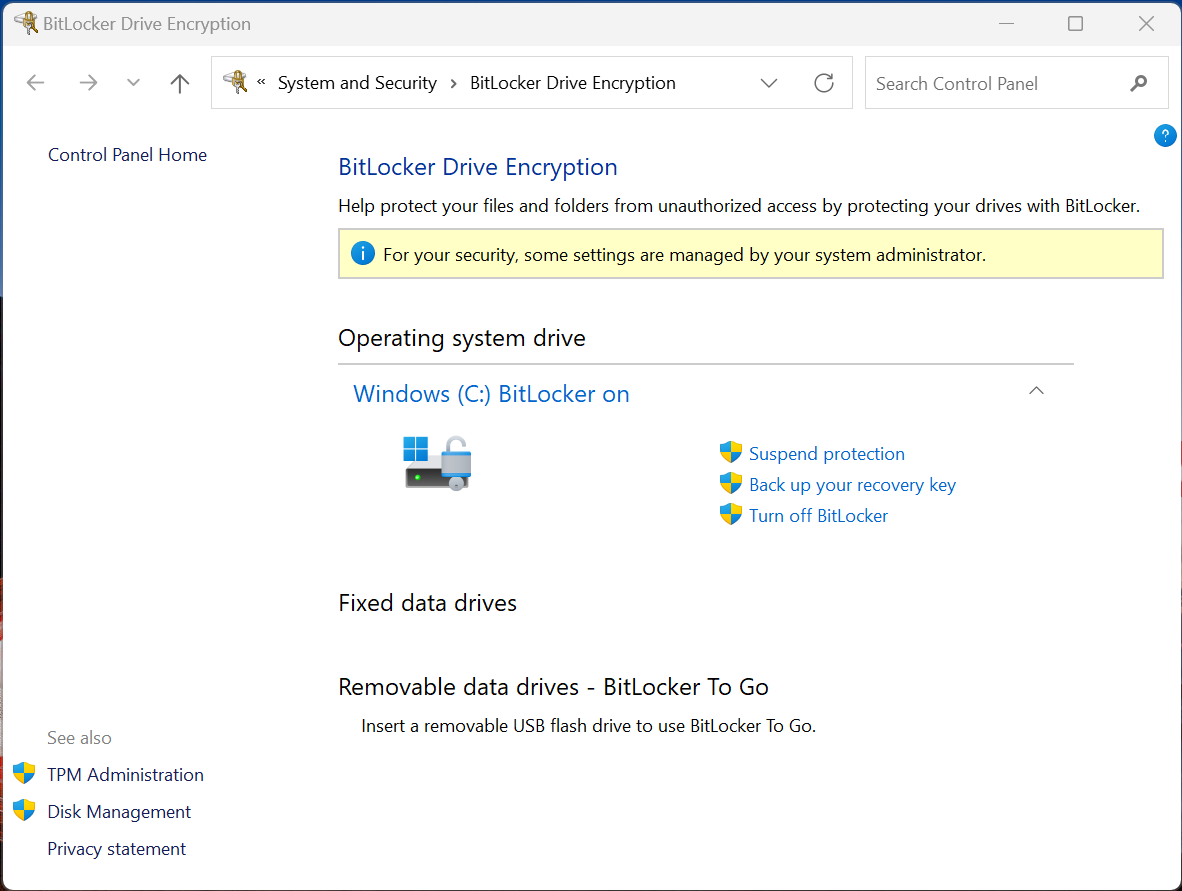 BitLocker Drive Encryption
« System and Security › BitLocker Drive Encryption
Search Control Panel
?
Control Panel Home
BitLocker Drive Encryption
Help protect your files and folders from unauthorized access by protecting your drives with BitLocker.
i For your security, some settings are managed by your system administrator.
Operating system drive
Windows (C:) BitLocker on
Suspend protection
Back up your recovery key
Turn off BitLocker
Fixed data drives
Removable data drives - BitLocker To Go
Insert a removable USB flash drive to use BitLocker To Go.
See also
TPM Administration
Disk Management
Privacy statement